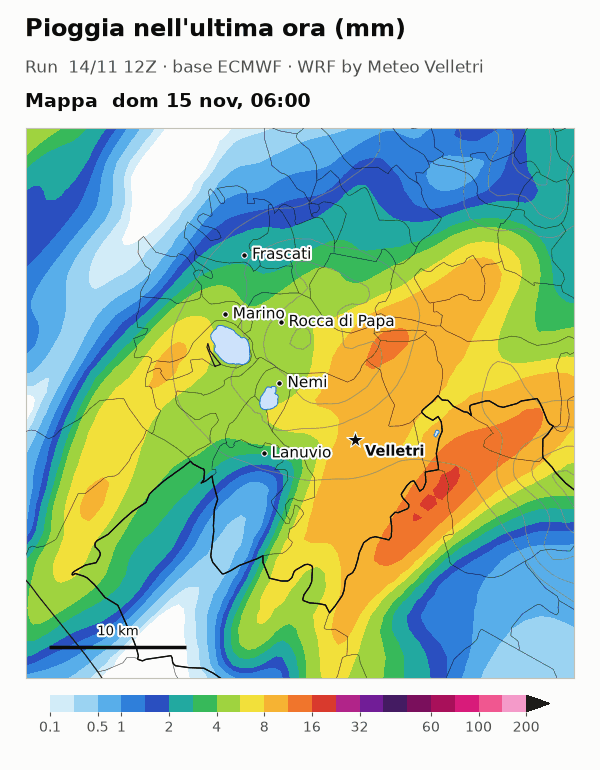 Pioggia nell'ultima ora (mm)
Run  14/11 12Z · base ECMWF · WRF by Meteo Velletri
Mappa  dom 15 nov, 06:00
Frascati
Marino
Rocca di Papa
Nemi
Velletri
Lanuvio
10 km
0.1 0.5 1 2 4 8 16 32 60 100 200